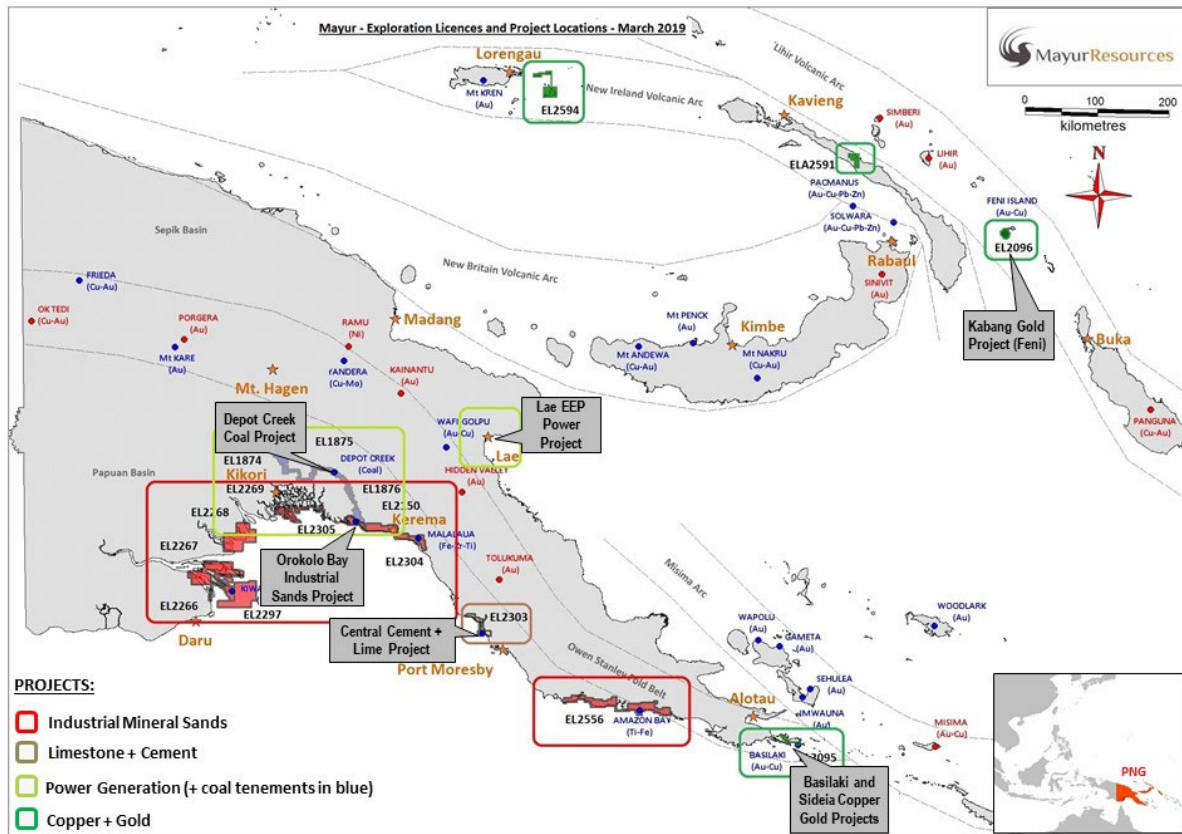 Mayur - Exploration Licences and Project Locations - March 2019
MayurResources
0 100 200
kilometres
N
Lorengau
Mt KREN
(Au)
EL2594
New Ireland Volcanic Arc
Lihir Volcanic Arc
Kavieng
SIMBERI
(Au)
LIHIR
(Au)
ELA2591
PACMANUS
(Au-Cu-Pb-Zn)
SOLWARA
(Au-Cu-Pb-Zn)
FENI ISLAND
(Au-Cu)
EL2096
Rabaul
SINIVIT
(Au)
Kabang Gold
Project (Feni)
Sepik Basin
New Britain Volcanic Arc
FRIEDA
(Cu-Au)
OK TEDI
(Cu-Au)
PORGERA
(Au)
Mt KARE
(Au)
RAMU
(Ni)
YANDERA
(Cu-Mo)
Madang
Mt. Hagen
KAINANTU
(Au)
Mt PENCK
(Au)
Kimbe
Mt ANDEWA
(Cu-Au)
Mt NAKRU
(Cu-Au)
Buka
PANGUNA
(Cu-Au)
Depot Creek
Coal Project
WAFI GOLPU
(Au-Cu)
Lae EEP
Power
Project
Lae
EL1875
EL1874
DEPOT CREEK
(Coal)
Papuan Basin
Kikori
EL2269
EL1876
HIDDEN VALLEY
(Au)
EL2268
EL2150
EL2305
Kerema
EL2267
MALALAUA
(Fe-Zr-Ti)
EL2304
Orokolo Bay
Industrial
Sands Project
TOLUKUMA
(Au)
EL2266
EL2297
Daru
EL2303
Central Cement +
Lime Project
Port Moresby
Misima Arc
WOODLARK
(Au)
WAPOLU
(Au)
GAMETA
(Au)
Owen Stanley Fold Belt
SEHULEA
(Au)
IMWAUNA
(Au)
Alotau
EL2556
AMAZON BAY
(Ti-Fe)
MISIMA
(Au-Cu)
BASILAKI
(Au-Cu)
Basilaki and
Sideia Copper
Gold Projects
PNG
PROJECTS:
Industrial Mineral Sands
Limestone + Cement
Power Generation (+ coal tenements in blue)
Copper + Gold